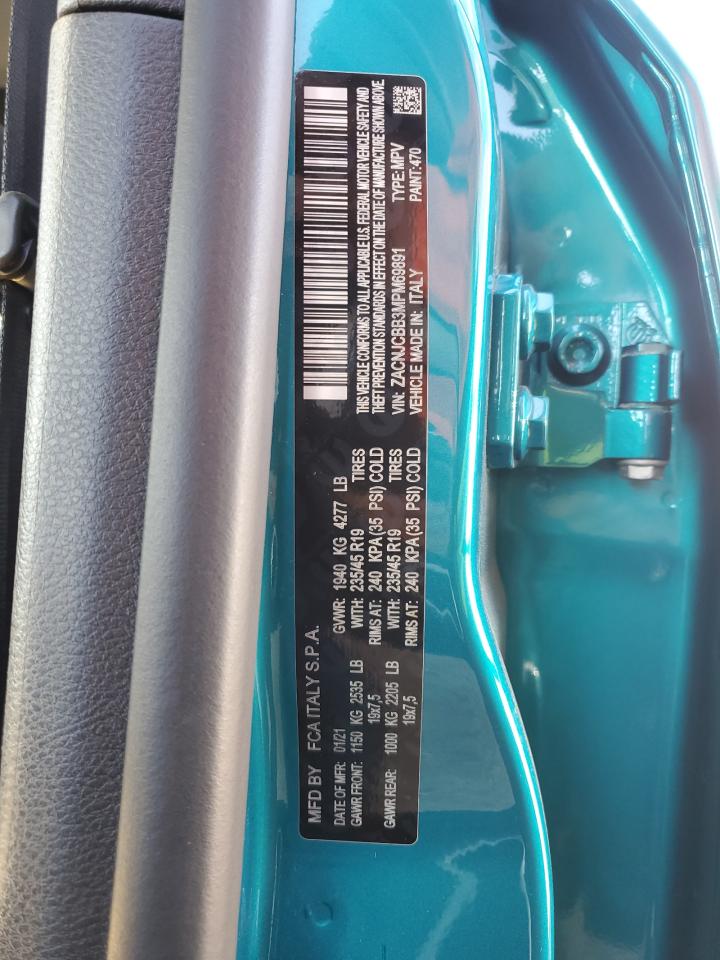 MFD BY FCA ITALY S.P.A.
DATE OF MFR: 01/21 GVWR: 1940 KG 4277 LB
GAWR FRONT: 1150 KG 2535 LB WITH: 235/45 R19 TIRES
19x7,5 RIMS AT: 240 KPA(35 PSI) COLD
GAWR REAR: 1000 KG 2205 LB WITH: 235/45 R19 TIRES
19x7,5 RIMS AT: 240 KPA(35 PSI) COLD
THIS VEHICLE CONFORMS TO ALL APPLICABLE U.S. FEDERAL MOTOR VEHICLE SAFETY AND
THEFT PREVENTION STANDARDS IN EFFECT ON THE DATE OF MANUFACTURE SHOWN ABOVE.
VIN: ZACNJCBB3MPM69891 TYPE:MPV
VEHICLE MADE IN: ITALY PAINT:470